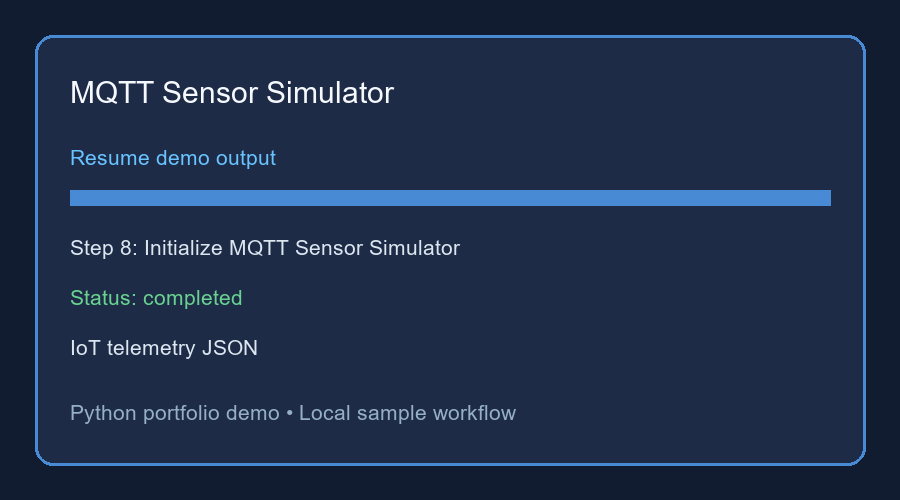 MQTT Sensor Simulator
Resume demo output
Step 8: Initialize MQTT Sensor Simulator
Status: completed
IoT telemetry JSON
Python portfolio demo • Local sample workflow